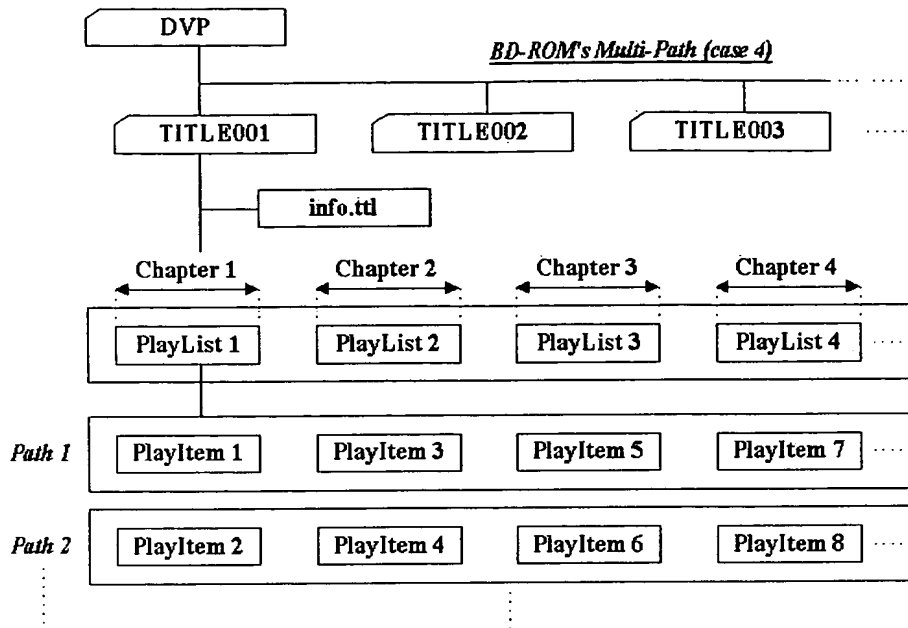 DVP
BD-ROM's Multi-Path (case 4)
TITLE001 TITLE002 TITLE003
info.ttl
Chapter 1 Chapter 2 Chapter 3 Chapter 4
PlayList 1 PlayList 2 PlayList 3 PlayList 4
Path 1 PlayItem 1 PlayItem 3 PlayItem 5 PlayItem 7
Path 2 PlayItem 2 PlayItem 4 PlayItem 6 PlayItem 8